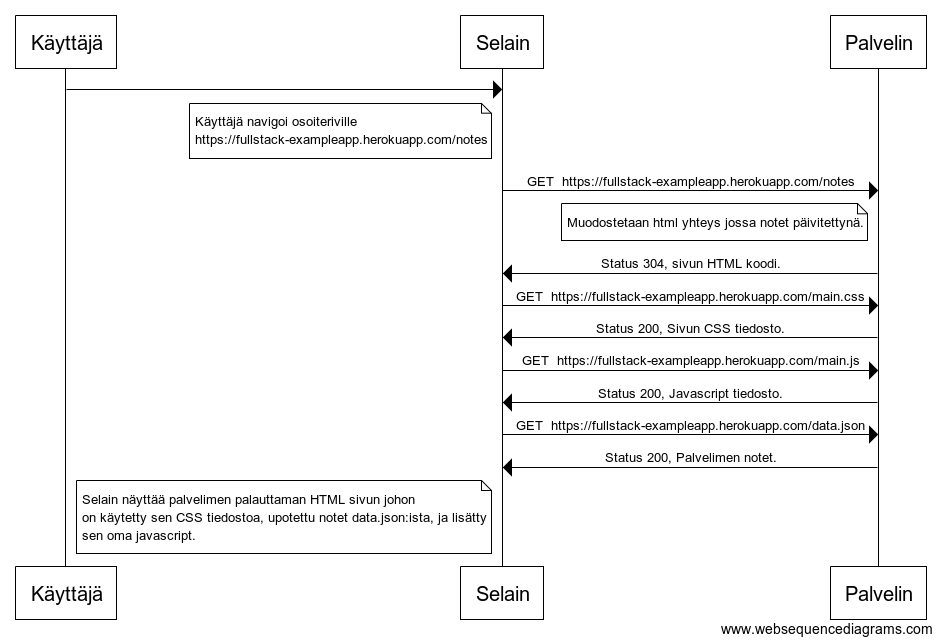 Käyttäjä
Selain
Palvelin
Käyttäjä navigoi osoiteriville
https://fullstack-exampleapp.herokuapp.com/notes
GET  https://fullstack-exampleapp.herokuapp.com/notes
Muodostetaan html yhteys jossa notet päivitettynä.
Status 304, sivun HTML koodi.
GET  https://fullstack-exampleapp.herokuapp.com/main.css
Status 200, Sivun CSS tiedosto.
GET  https://fullstack-exampleapp.herokuapp.com/main.js
Status 200, Javascript tiedosto.
GET  https://fullstack-exampleapp.herokuapp.com/data.json
Status 200, Palvelimen notet.
Selain näyttää palvelimen palauttaman HTML sivun johon
on käytetty sen CSS tiedostoa, upotettu notet data.json:ista, ja lisätty
sen oma javascript.
Käyttäjä
Selain
Palvelin
www.websequencediagrams.com